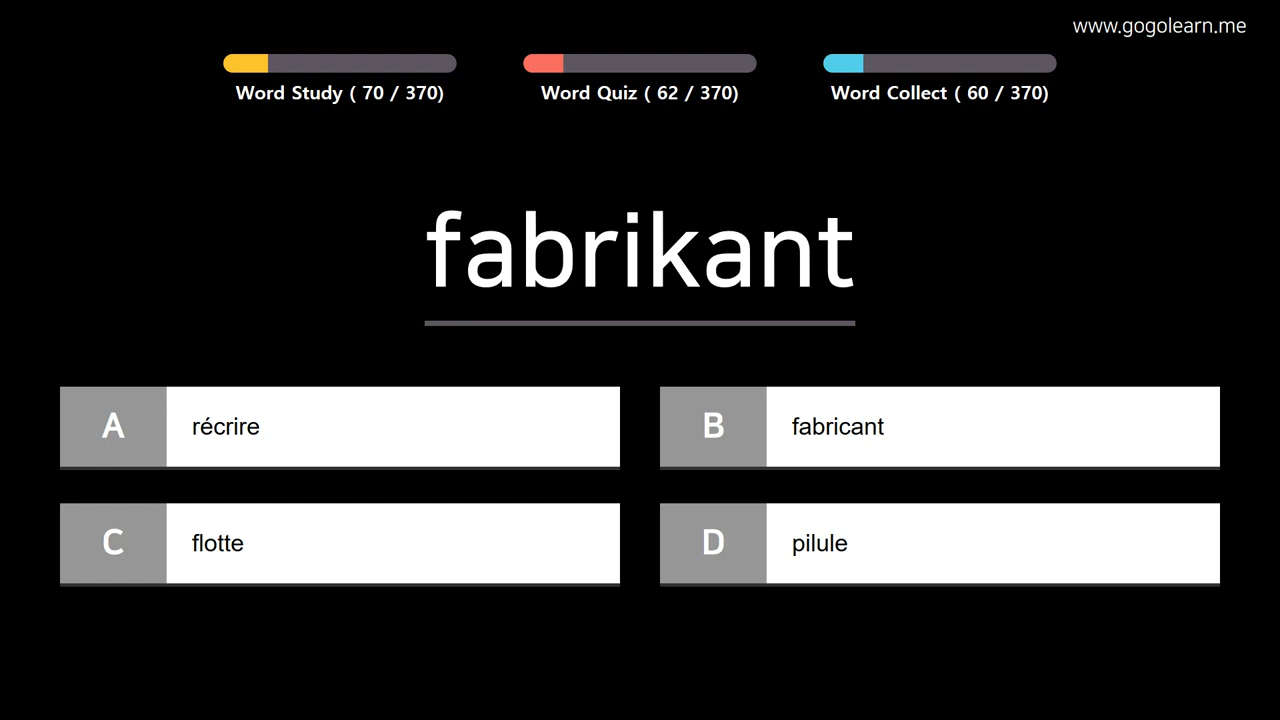 www.gogolearn.me
Word Study ( 70 / 370)
Word Quiz ( 62 / 370)
Word Collect ( 60 / 370)
fabrikant
A récrire
B fabricant
C flotte
D pilule